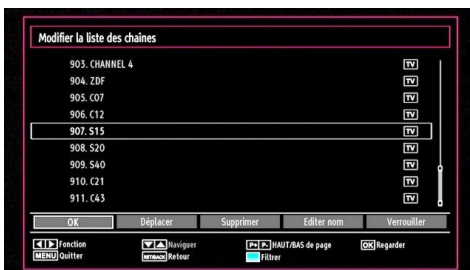 Modifier la liste des chaînes
903. CHANNEL 4 TV
904. ZDF TV
905. C07 TV
906. C12 TV
907. S15 TV
908. S20 TV
909. S40 TV
910. C21 TV
911. C43 TV
OK Déplacer Supprimer Editer nom Verrouiller
Fonction Naviguer P+ P- HAUT/BAS de page OK Regarder
MENU Quitter RET/BACK Retour Filtrer